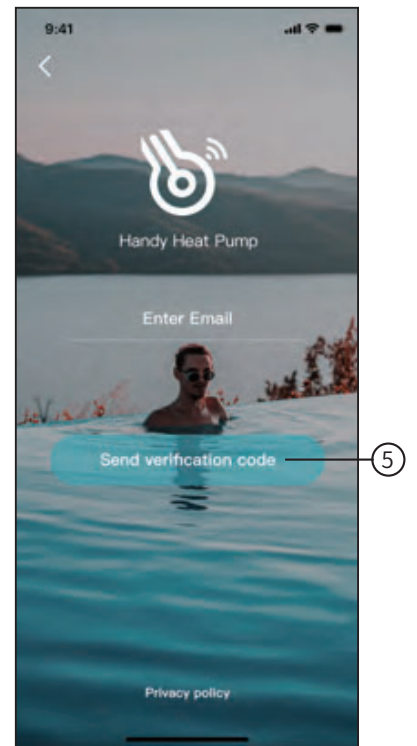 9:41
Handy Heat Pump
Enter Email
Send verification code
5
Privacy policy